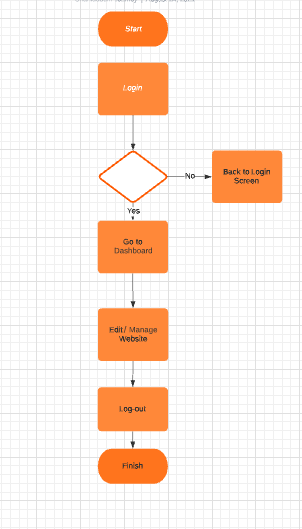 Start
Login
No
Back to Login
Screen
Yes
Go to
Dashboard
Edit / Manage
Website
Log-out
Finish